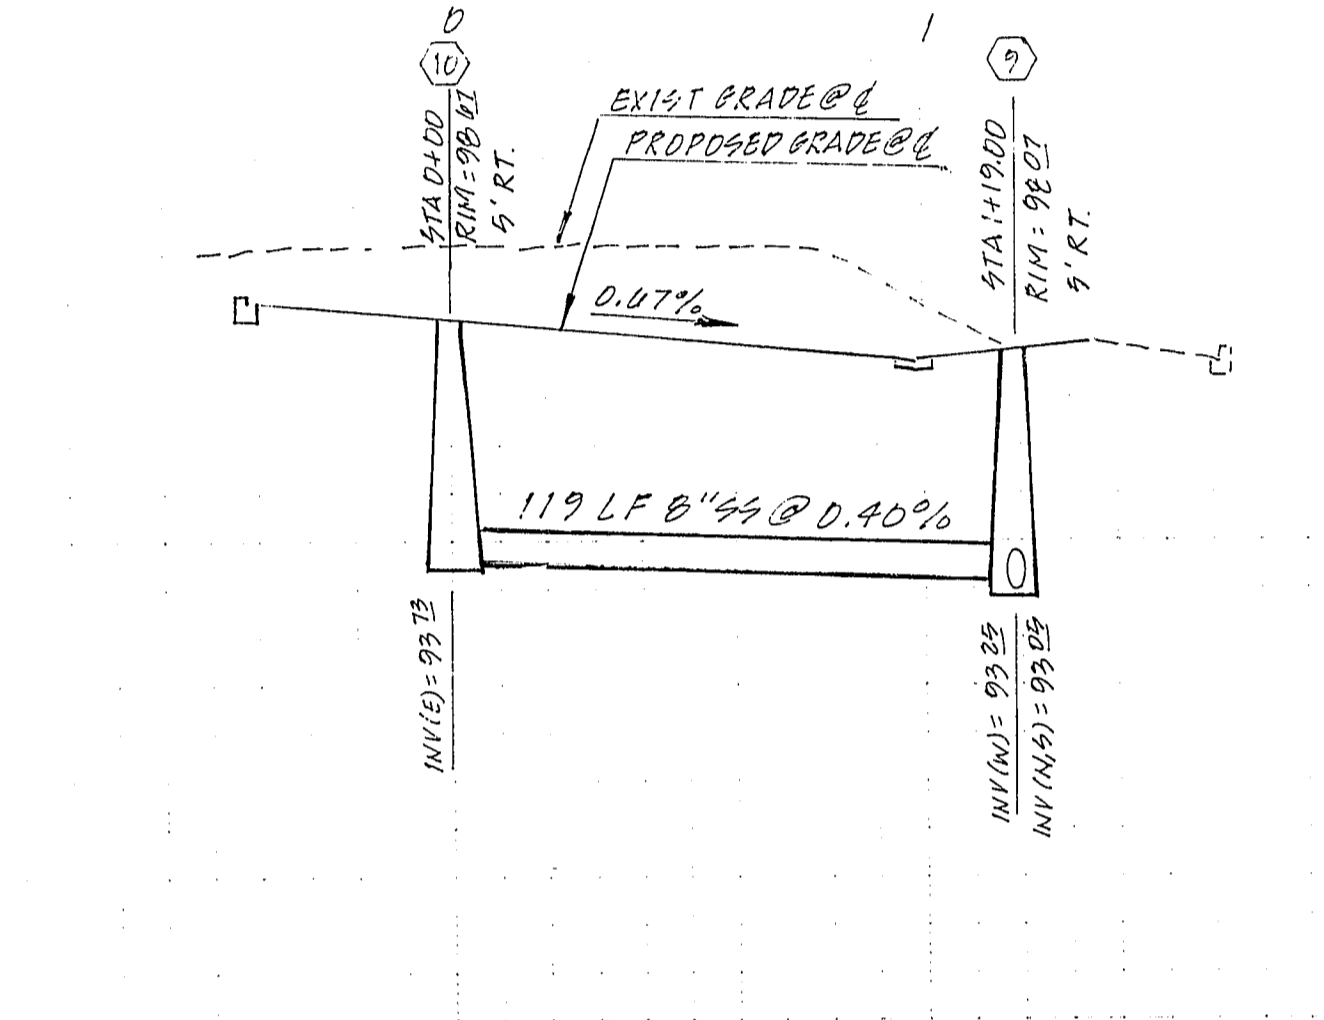 0
1
10
9
EXIST GRADE @ ℄
PROPOSED GRADE @ ℄
STA 0+00
RIM = 98 67
5' RT.
STA 1+19.00
RIM = 98 07
5' RT.
0.67%
119 LF 8"SS @ 0.40%
INV(E) = 93 73
INV(W) = 93 25
INV(N,S) = 93 05